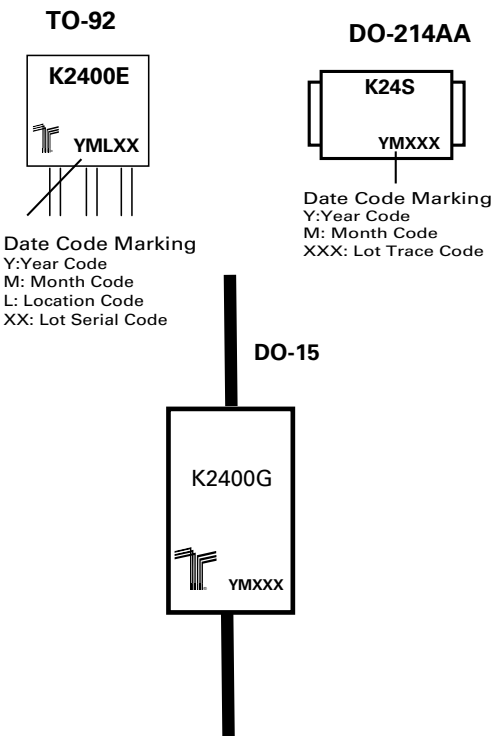 TO-92
K2400E
YMLXX
Date Code Marking
Y:Year Code
M: Month Code
L: Location Code
XX: Lot Serial Code
DO-214AA
K24S
YMXXX
Date Code Marking
Y:Year Code
M: Month Code
XXX: Lot Trace Code
DO-15
K2400G
YMXXX